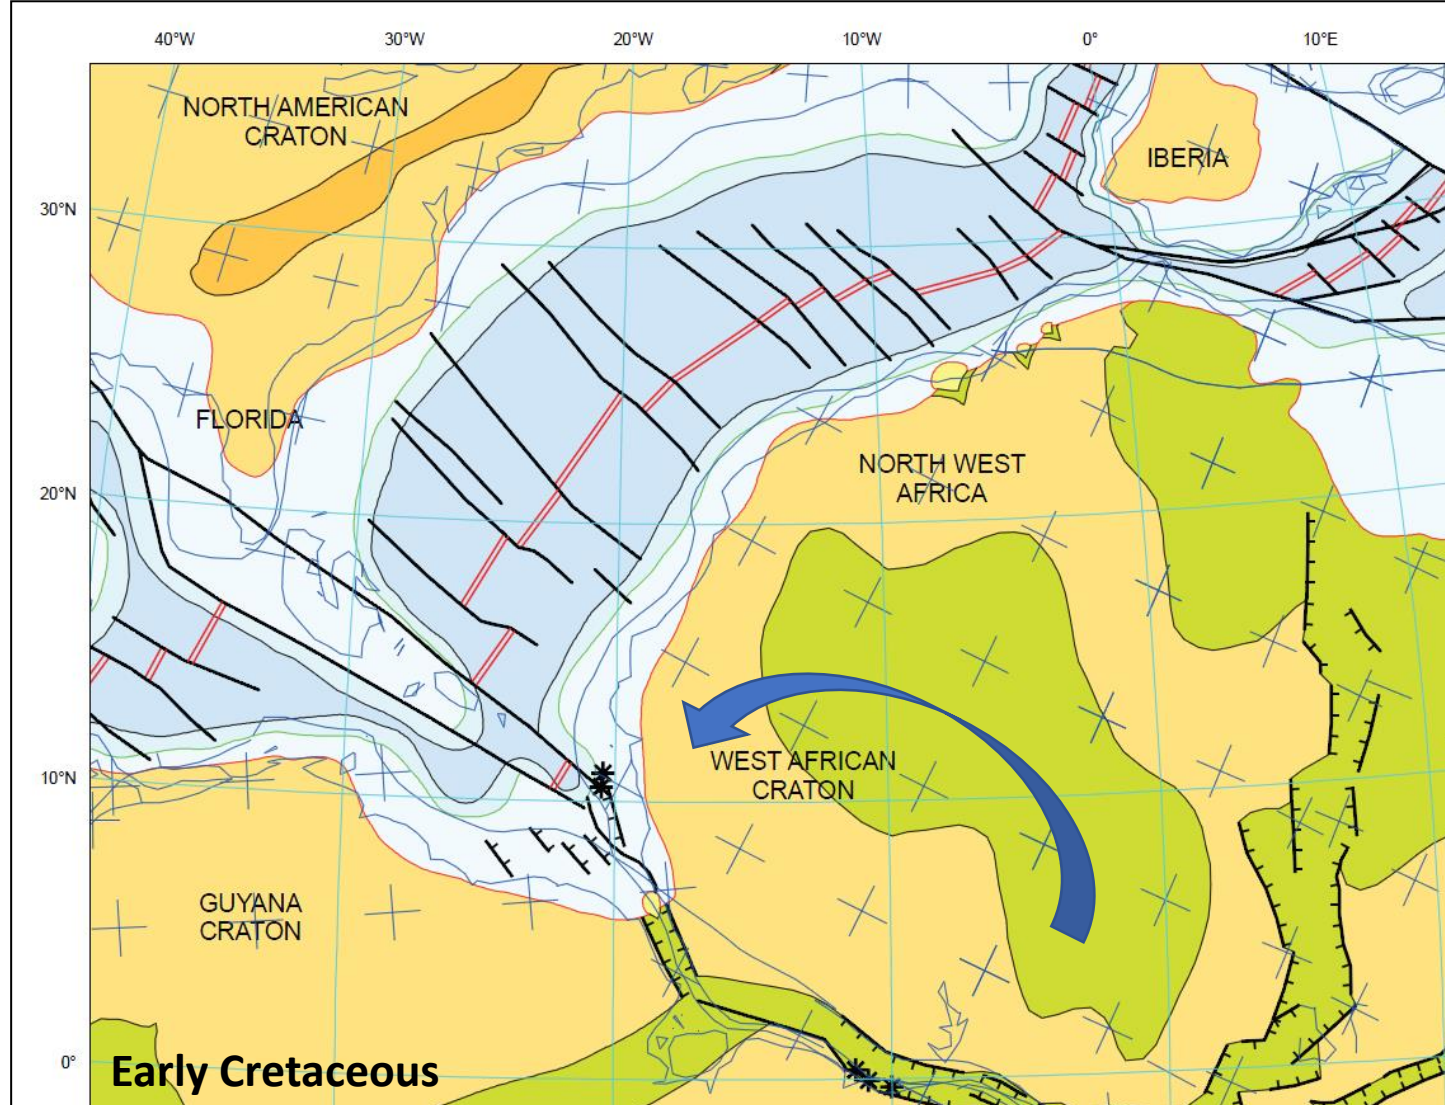 40°W 30°W 20°W 10°W 0° 10°E
NORTH AMERICAN
CRATON
IBERIA
30°N
FLORIDA
NORTH WEST
AFRICA
20°N
WEST AFRICAN
CRATON
10°N
GUYANA
CRATON
0°
Early Cretaceous